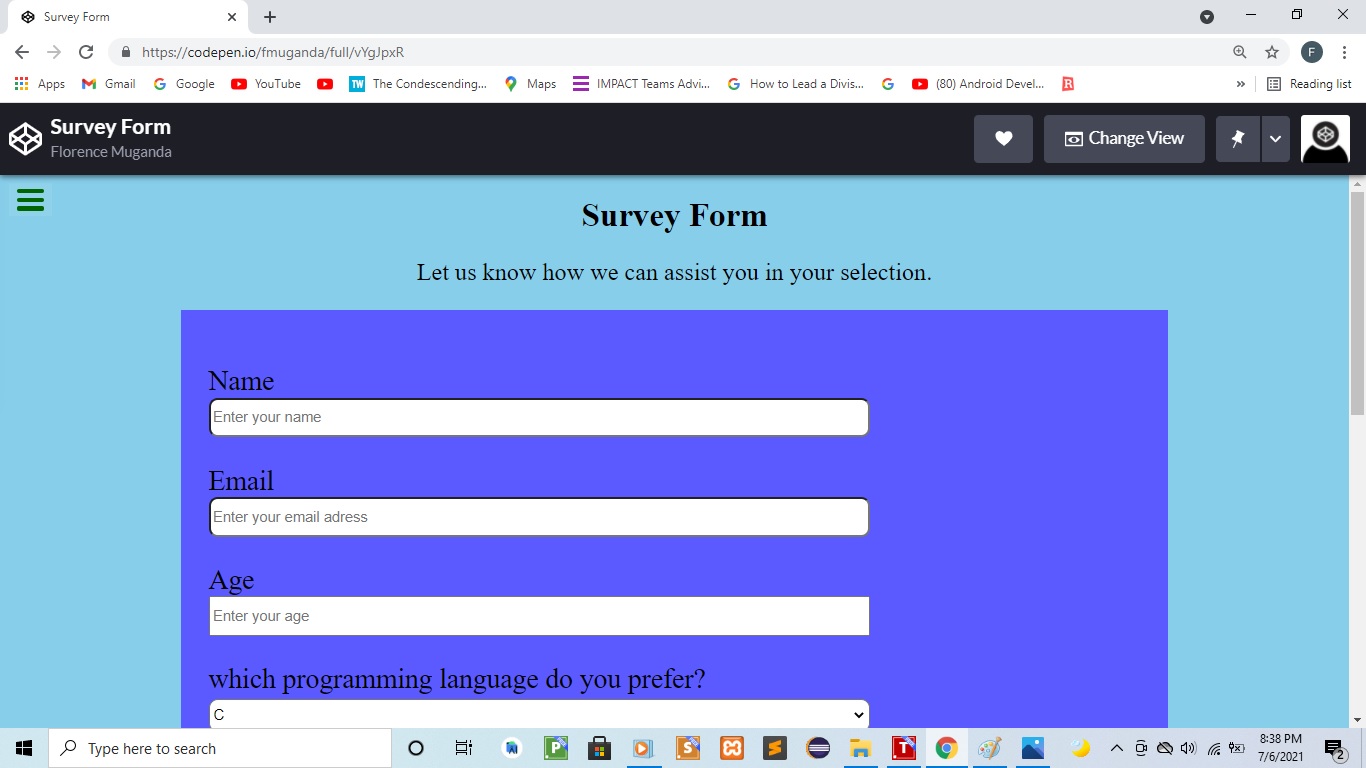 Survey Form
https://codepen.io/fmuganda/full/vYgJpxR
F
Apps
Gmail
Google
YouTube
TW The Condescending...
Maps
IMPACT Teams Advi...
How to Lead a Divis...
(80) Android Devel...
R
»
Reading list
Survey Form
Florence Muganda
Change View
Survey Form
Let us know how we can assist you in your selection.
Name
Enter your name
Email
Enter your email adress
Age
Enter your age
which programming language do you prefer?
C
Type here to search
P
S
T
8:38 PM
7/6/2021
2